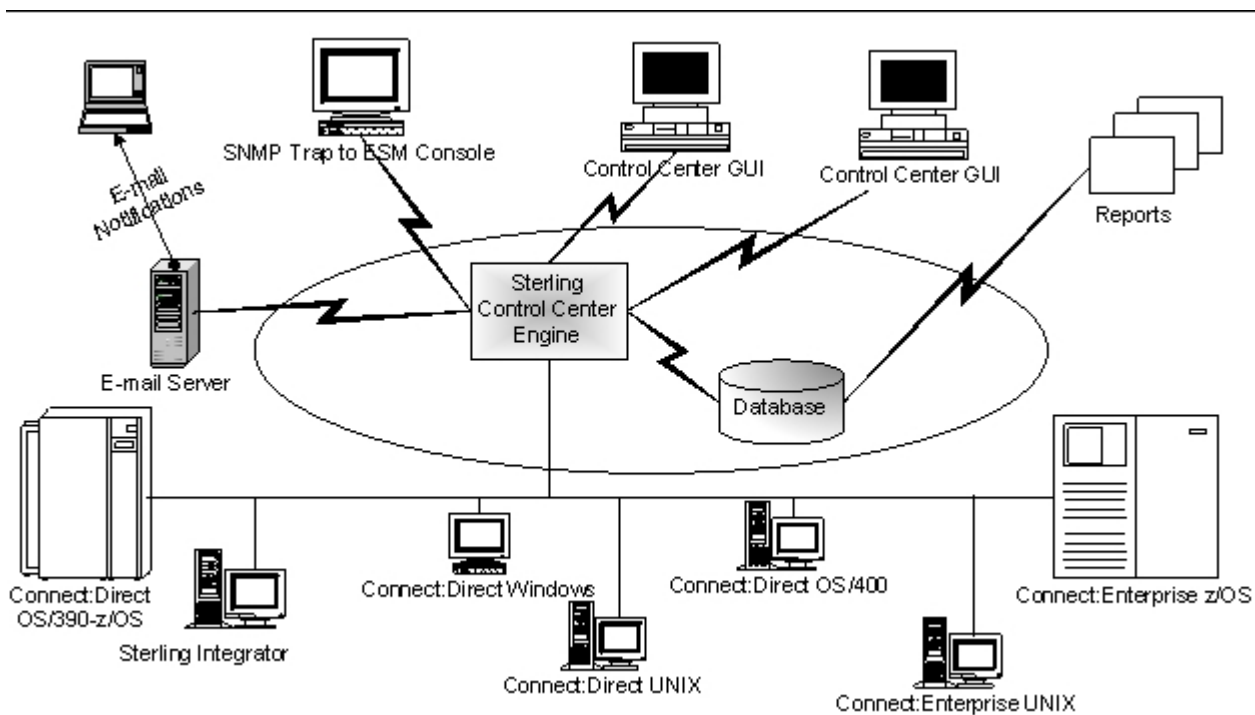 SNMP Trap to ESM Console
Control Center GUI
Control Center GUI
Reports
E-mail
Notifications
Sterling
Control Center
Engine
E-mail Server
Database
Connect:Direct
OS/390-z/OS
Sterling Integrator
Connect:Direct Windows
Connect:Direct UNIX
Connect:Direct OS/400
Connect:Enterprise UNIX
Connect:Enterprise z/OS